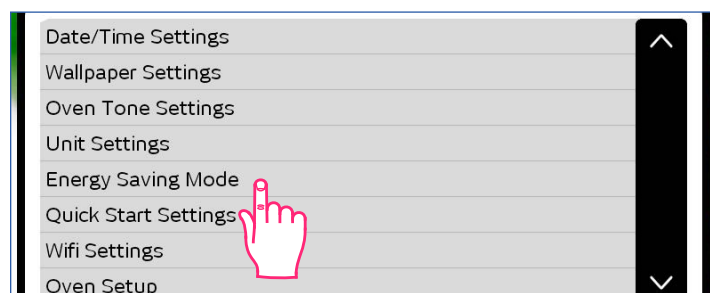 Date/Time Settings
Wallpaper Settings
Oven Tone Settings
Unit Settings
Energy Saving Mode
Quick Start Settings
Wifi Settings
Oven Setup